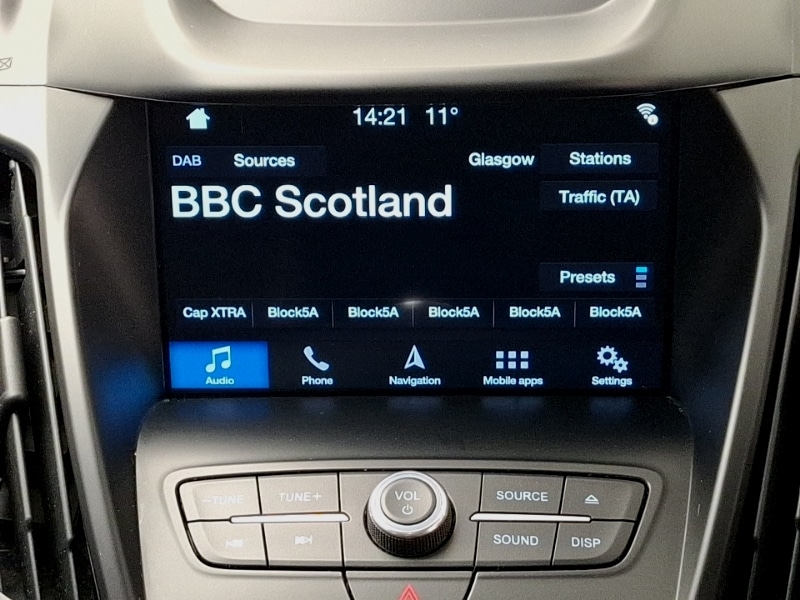 14:21 11°
DAB Sources Glasgow Stations
BBC Scotland
Traffic (TA)
Presets
Cap XTRA Block5A Block5A Block5A Block5A Block5A
Audio Phone Navigation Mobile apps Settings
-TUNE TUNE+ VOL SOURCE
SOUND DISP